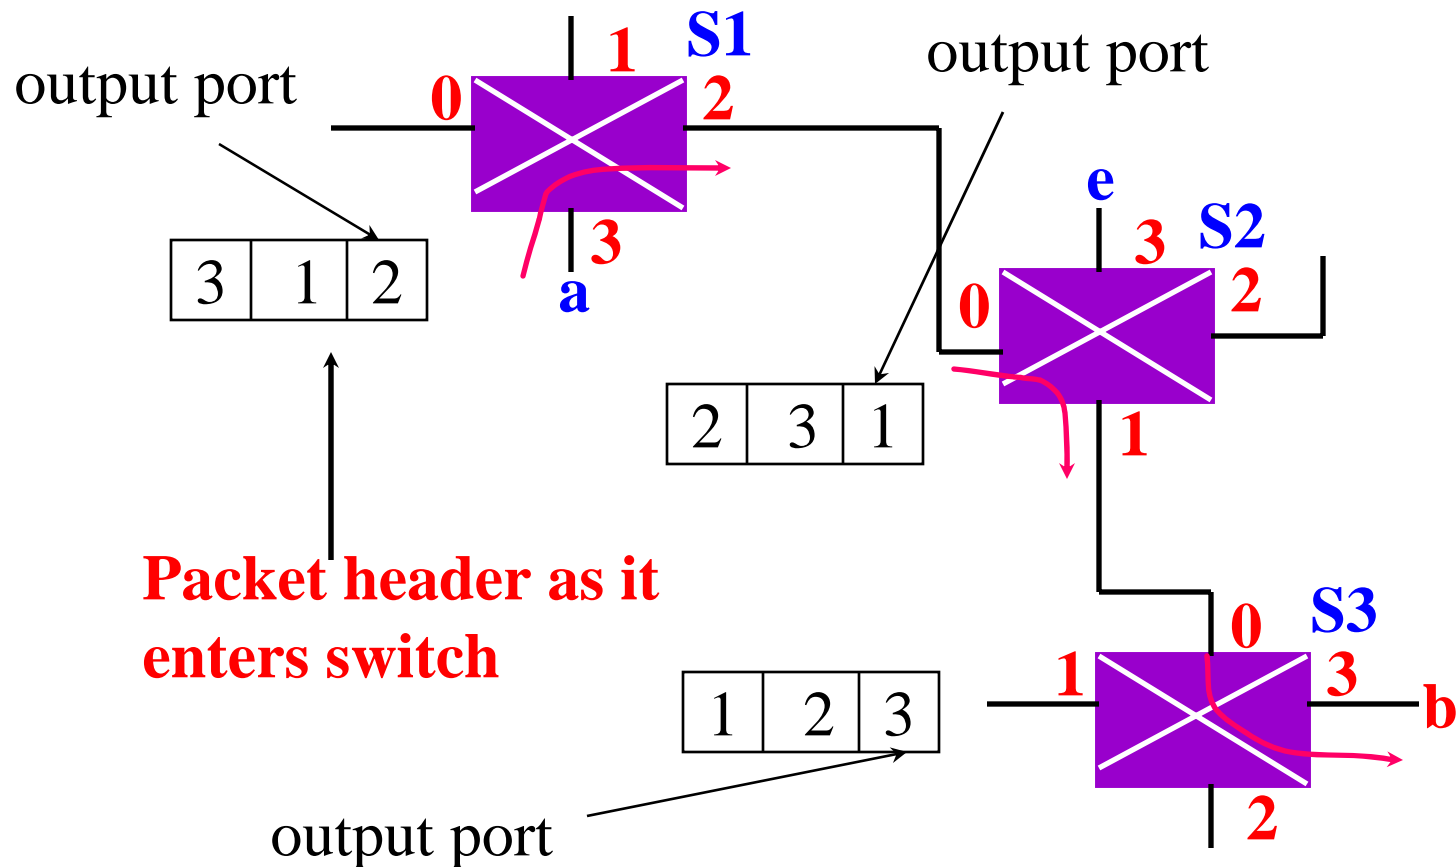 S1
output port
1
output port
0
2
e
3
S2
3 1 2
3
a
0
2
2 3 1
1
Packet header as it
enters switch
0
S3
1
3
b
1 2 3
2
output port